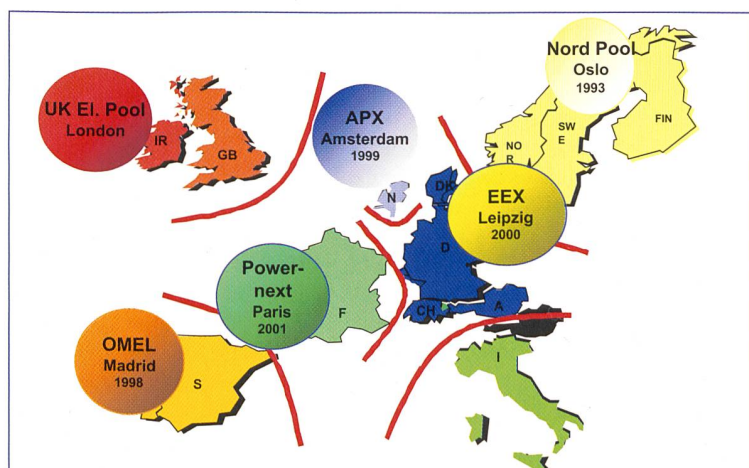 Nord Pool
Oslo
1993
UK El. Pool
London
APX
Amsterdam
1999
IR
GB
N
NO
R
SW
E
FIN
DK
EEX
Leipzig
2000
D
Power-
next
Paris
2001
F
CH
A
OMEL
Madrid
1998
S
I